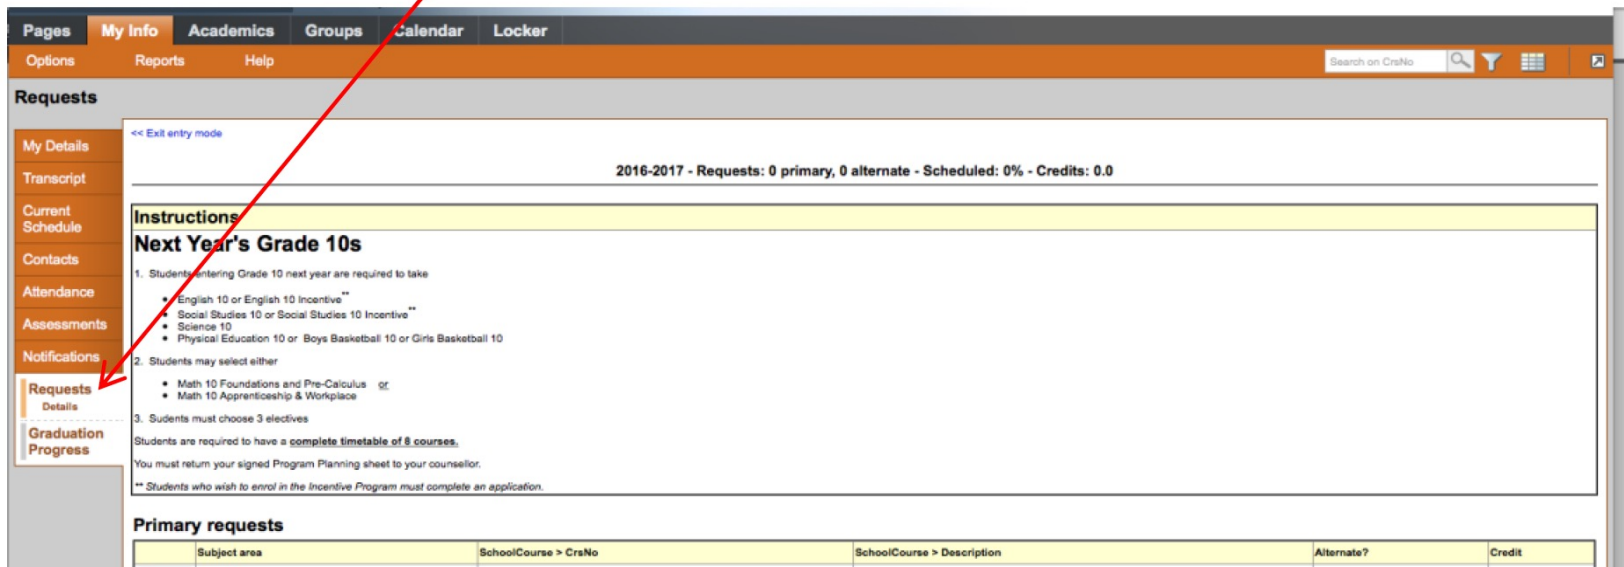 Pages My Info Academics Groups Calendar Locker
Options Reports Help Search on CrsNo
Requests
My Details
Transcript
Current
Schedule
Contacts
Attendance
Assessments
Notifications
Requests
Details
Graduation
Progress
<< Exit entry mode
2016-2017 - Requests: 0 primary, 0 alternate - Scheduled: 0% - Credits: 0.0
Instructions
Next Year's Grade 10s
1. Students entering Grade 10 next year are required to take
• English 10 or English 10 Incentive**
• Social Studies 10 or Social Studies 10 Incentive**
• Science 10
• Physical Education 10 or Boys Basketball 10 or Girls Basketball 10
2. Students may select either
• Math 10 Foundations and Pre-Calculus or
• Math 10 Apprenticeship & Workplace
3. Sudents must choose 3 electives
Students are required to have a complete timetable of 8 courses.
You must return your signed Program Planning sheet to your counsellor.
** Students who wish to enrol in the Incentive Program must complete an application.
Primary requests
Subject area SchoolCourse > CrsNo SchoolCourse > Description Alternate? Credit